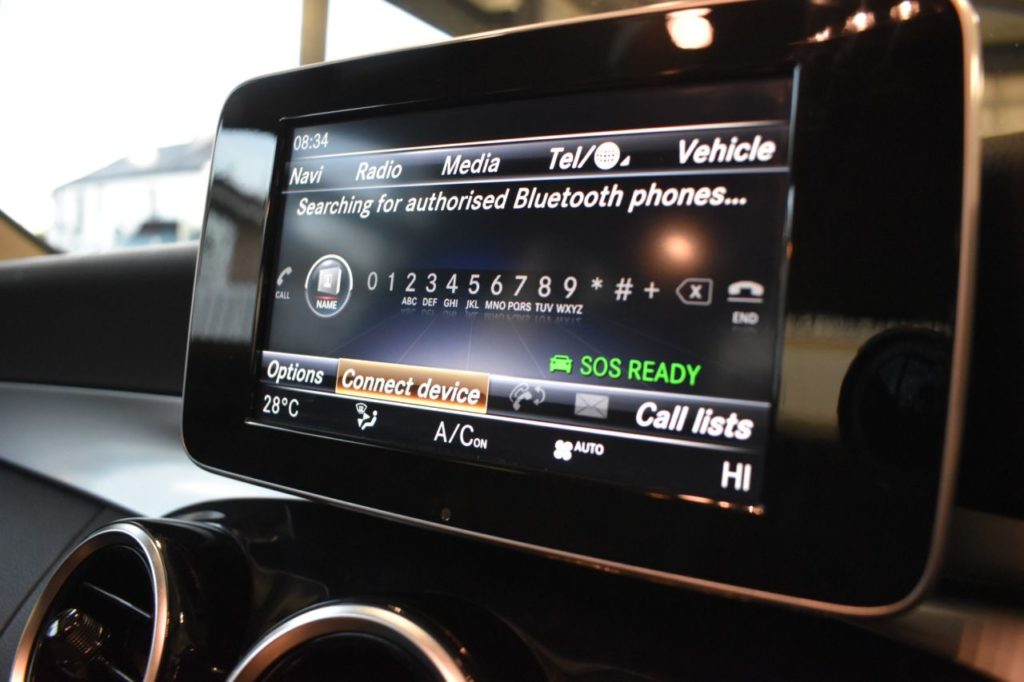 08:34
Navi Radio Media Tel/ Vehicle
Searching for authorised Bluetooth phones...
CALL NAME 0 1 2 ABC 3 DEF 4 GHI 5 JKL 6 MNO 7 PQRS 8 TUV 9 WXYZ * # + X END
SOS READY
Options Connect device Call lists
28°C A/C ON AUTO HI